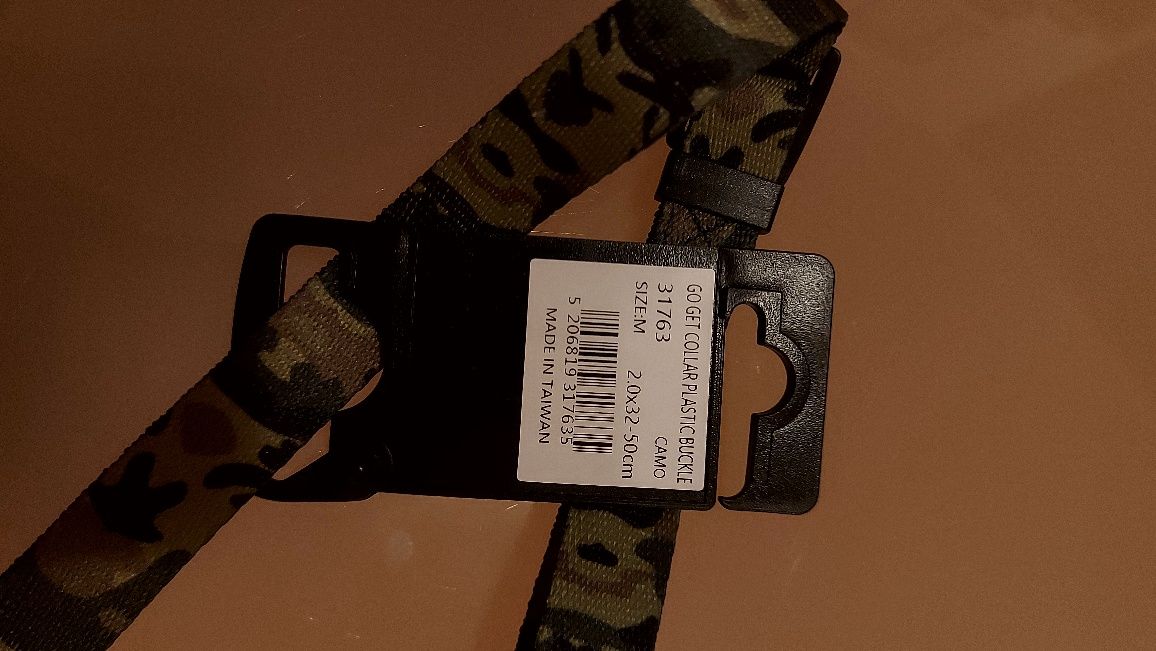 GO GET COLLAR PLASTIC BUCKLE
31763 CAMO
SIZE:M 2.0x32-50cm
5 206819 317635
MADE IN TAIWAN